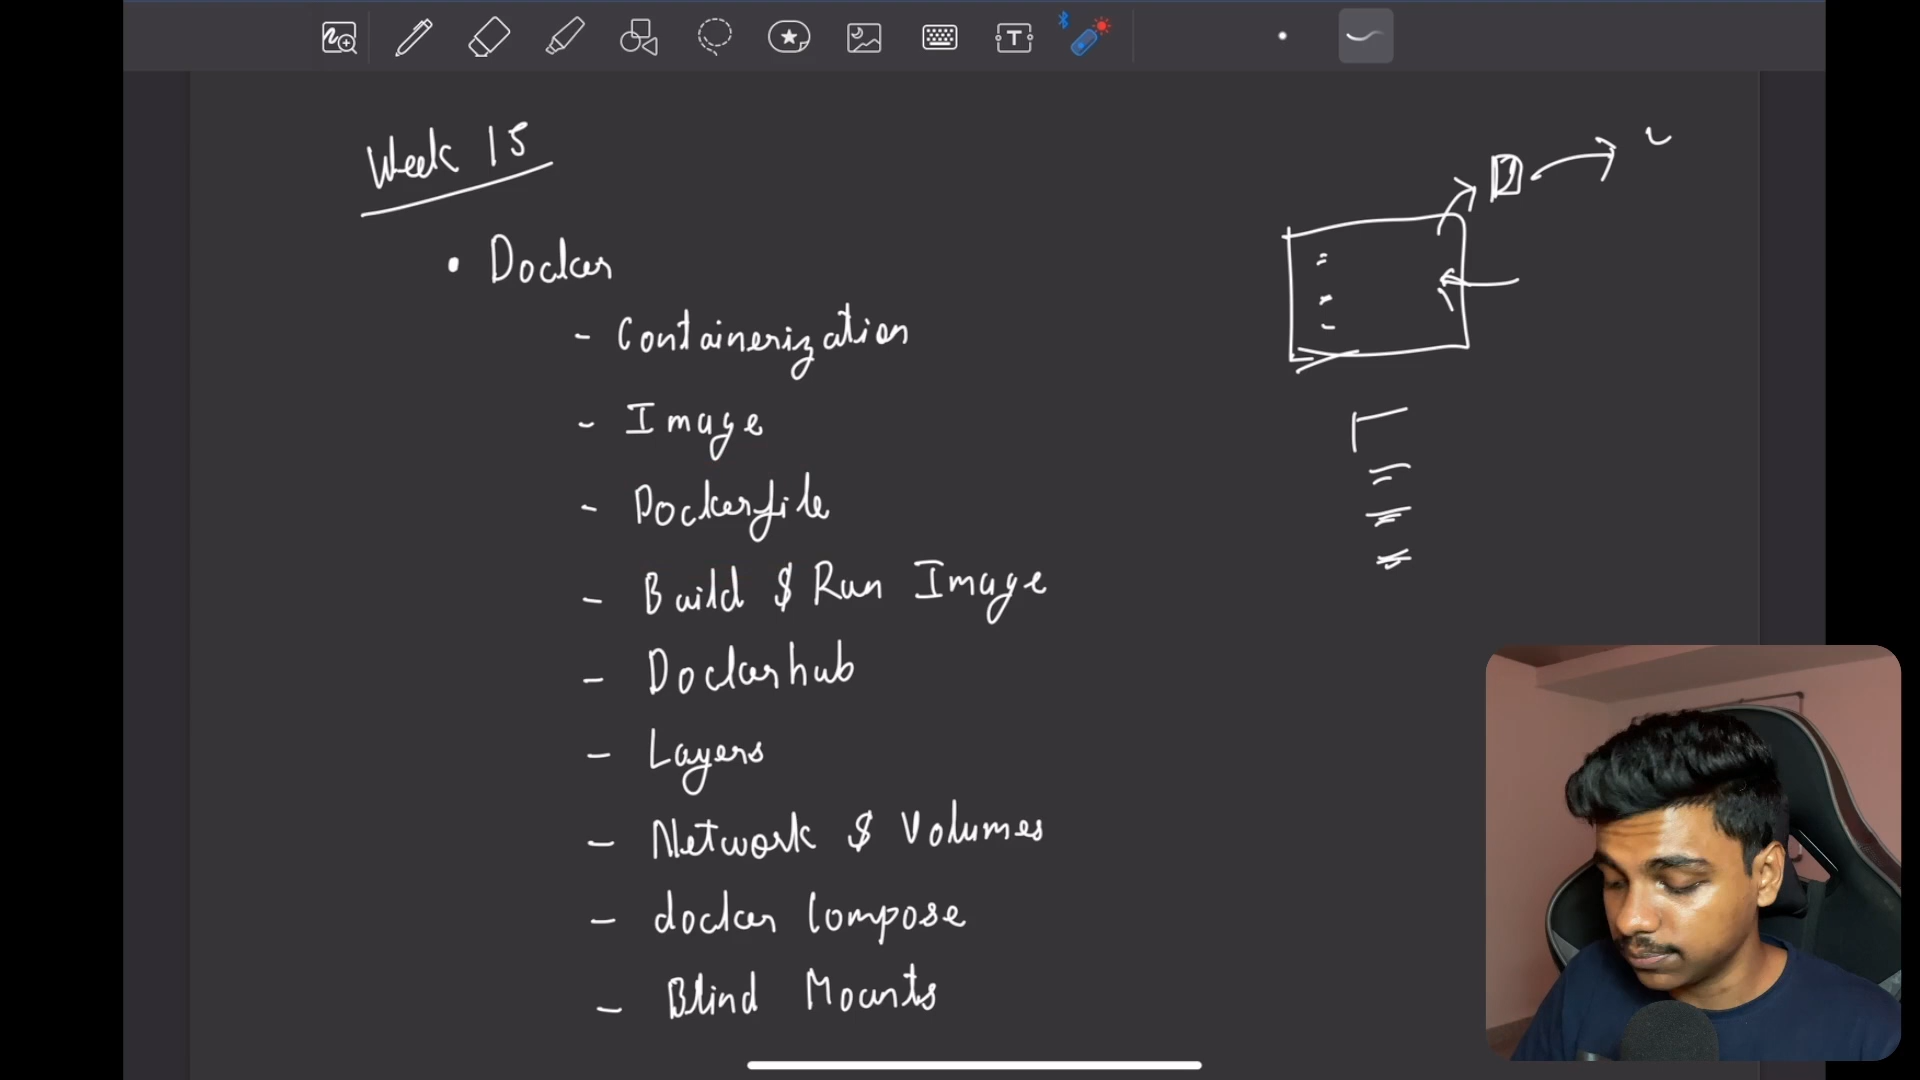 Week 15
• Docker
- Containerization
- Image
- Dockerfile
- Build & Run Image
- Dockerhub
- Layers
- Network & Volumes
- docker Compose
- Blind Mounts